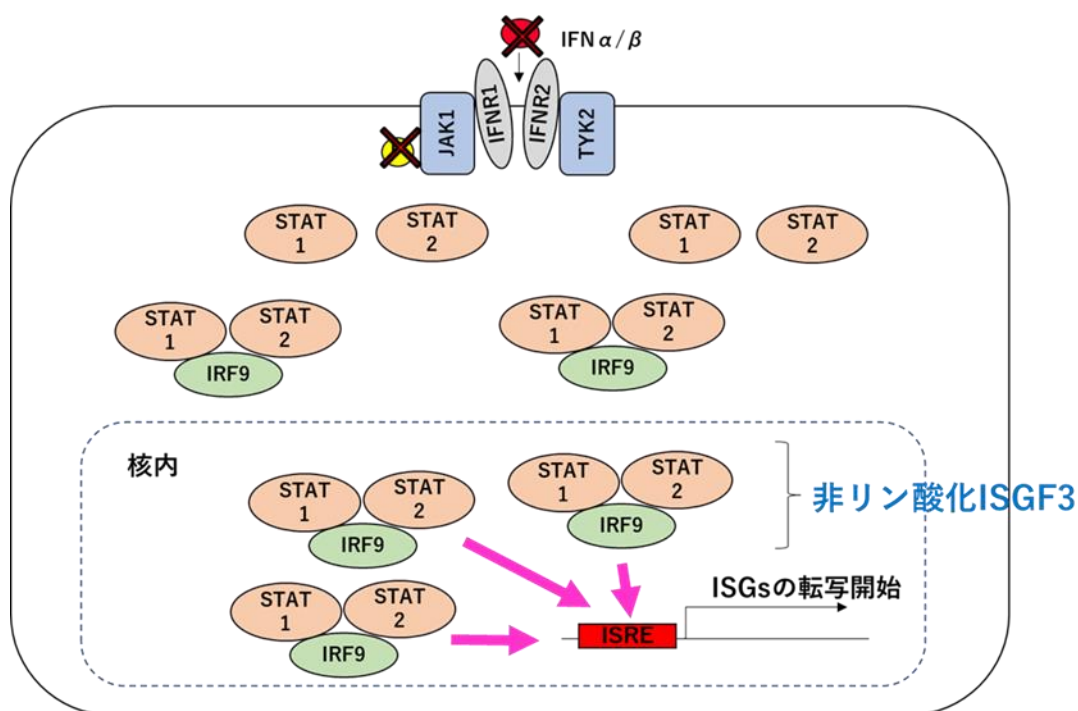 IFN α/β
JAK1
IFNR1
IFNR2
TYK2
STAT
1
STAT
2
STAT
1
STAT
2
STAT
1
STAT
2
IRF9
STAT
1
STAT
2
IRF9
核内
STAT
1
STAT
2
IRF9
STAT
1
STAT
2
IRF9
非リン酸化ISGF3
STAT
1
STAT
2
IRF9
ISGsの転写開始
ISRE